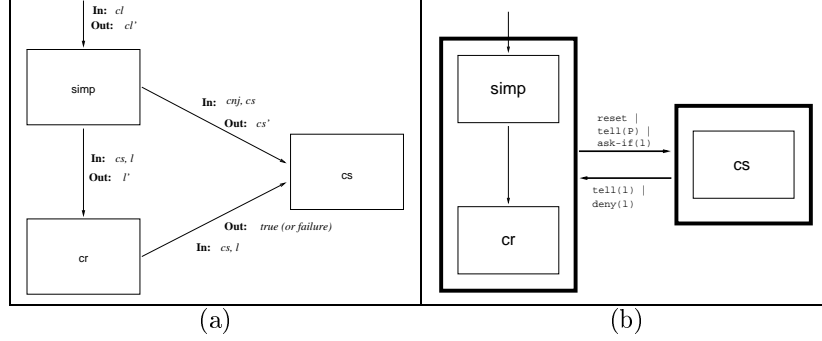 In: cl
Out: cl'
simp
In: cnj, cs
Out: cs'
In: cs, l
Out: l'
cs
Out: true (or failure)
In: cs, l
cr
(a)
simp
reset |
tell(P) |
ask-if(l)
cs
tell(l) |
deny(l)
cr
(b)